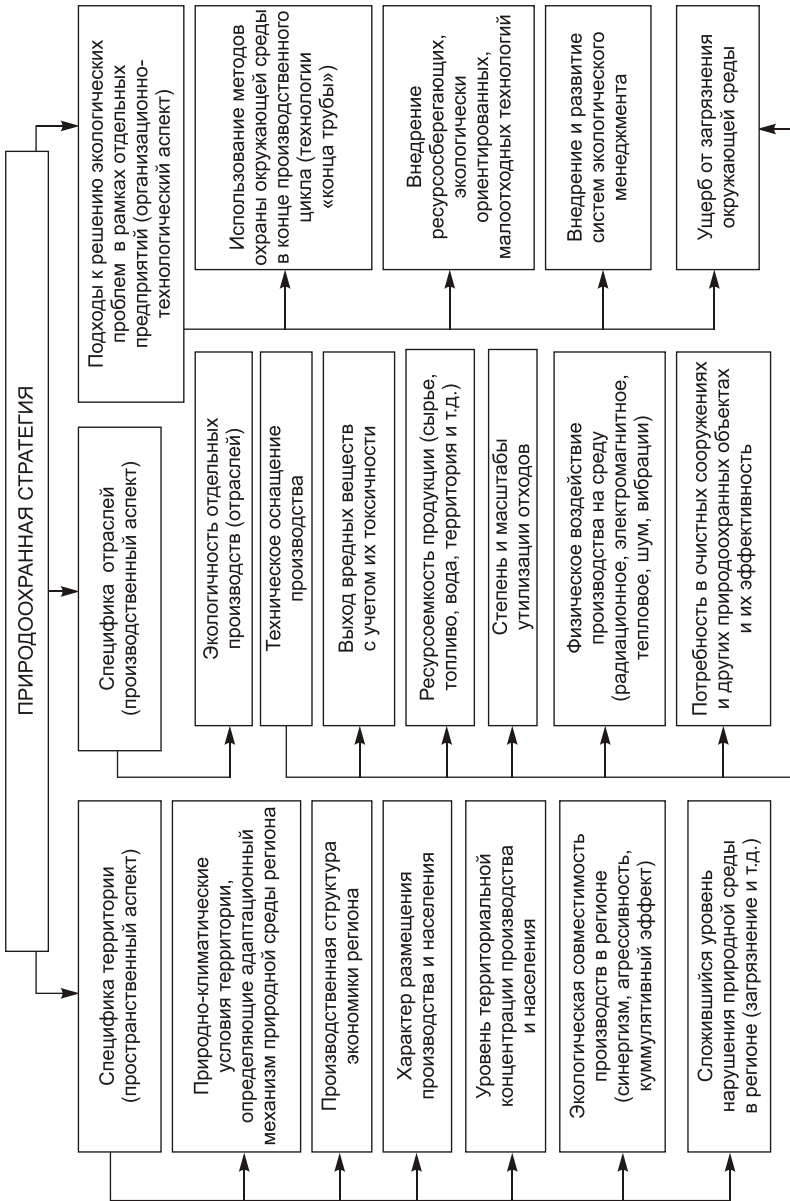 ПРИРОДООХРАННАЯ СТРАТЕГИЯ
Специфика территории
(пространственный аспект)
Природно-климатические
условия территории,
определяющие адаптационный
механизм природной среды региона
Производственная структура
экономики региона
Характер размещения
производства и населения
Уровень территориальной
концентрации производства
и населения
Экологическая совместимость
производств в регионе
(синергизм, агрессивность,
куммулятивный эффект)
Сложившийся уровень
нарушения природной среды
в регионе (загрязнение и т.д.)
Специфика отраслей
(производственный аспект)
Экологичность отдельных
производств (отраслей)
Техническое оснащение
производства
Выход вредных веществ
с учетом их токсичности
Ресурсоемкость продукции (сырье,
топливо, вода, территория и т.д.)
Степень и масштабы
утилизации отходов
Физическое воздействие
производства на среду
(радиационное, электромагнитное,
тепловое, шум, вибрации)
Потребность в очистных сооружениях
и других природоохранных объектах
и их эффективность
Подходы к решению экологических
проблем в рамках отдельных
предприятий (организационно-
технологический аспект)
Использование методов
охраны окружающей среды
в конце производственного
цикла (технологии
«конца трубы»)
Внедрение
ресурсосберегающих,
экологически
ориентированных,
малоотходных технологий
Внедрение и развитие
систем экологического
менеджмента
Ущерб от загрязнения
окружающей среды